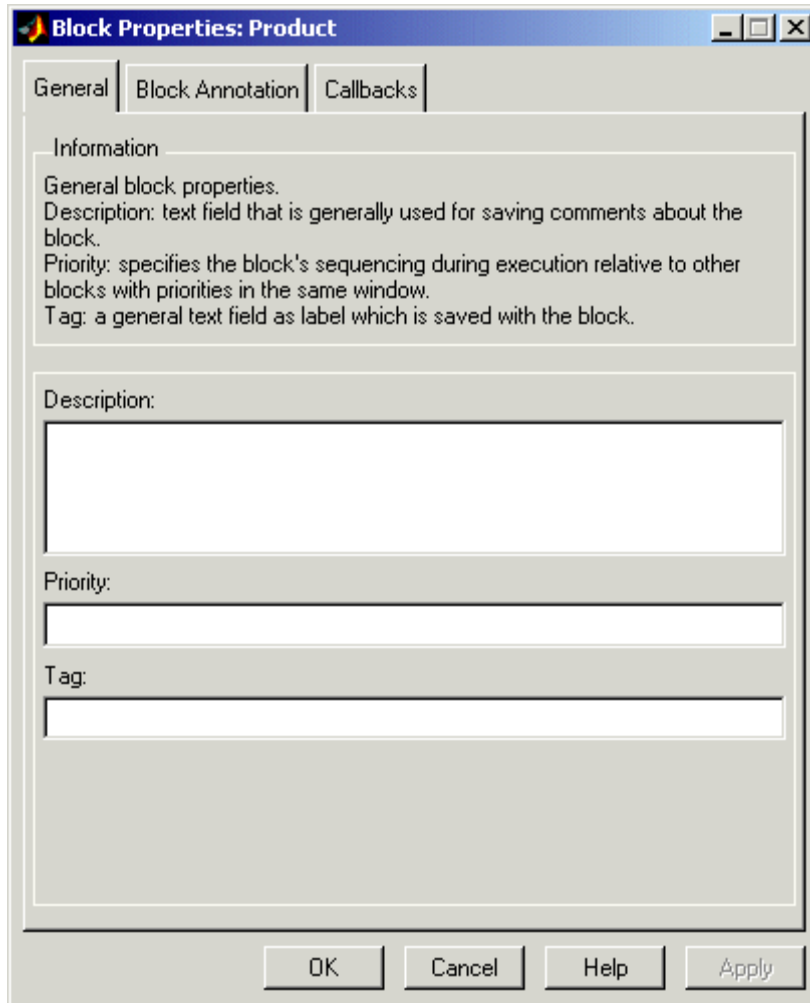 Block Properties: Product
General Block Annotation Callbacks
Information
General block properties.
Description: text field that is generally used for saving comments about the
block.
Priority: specifies the block's sequencing during execution relative to other
blocks with priorities in the same window.
Tag: a general text field as label which is saved with the block.
Description:
Priority:
Tag:
OK Cancel Help Apply